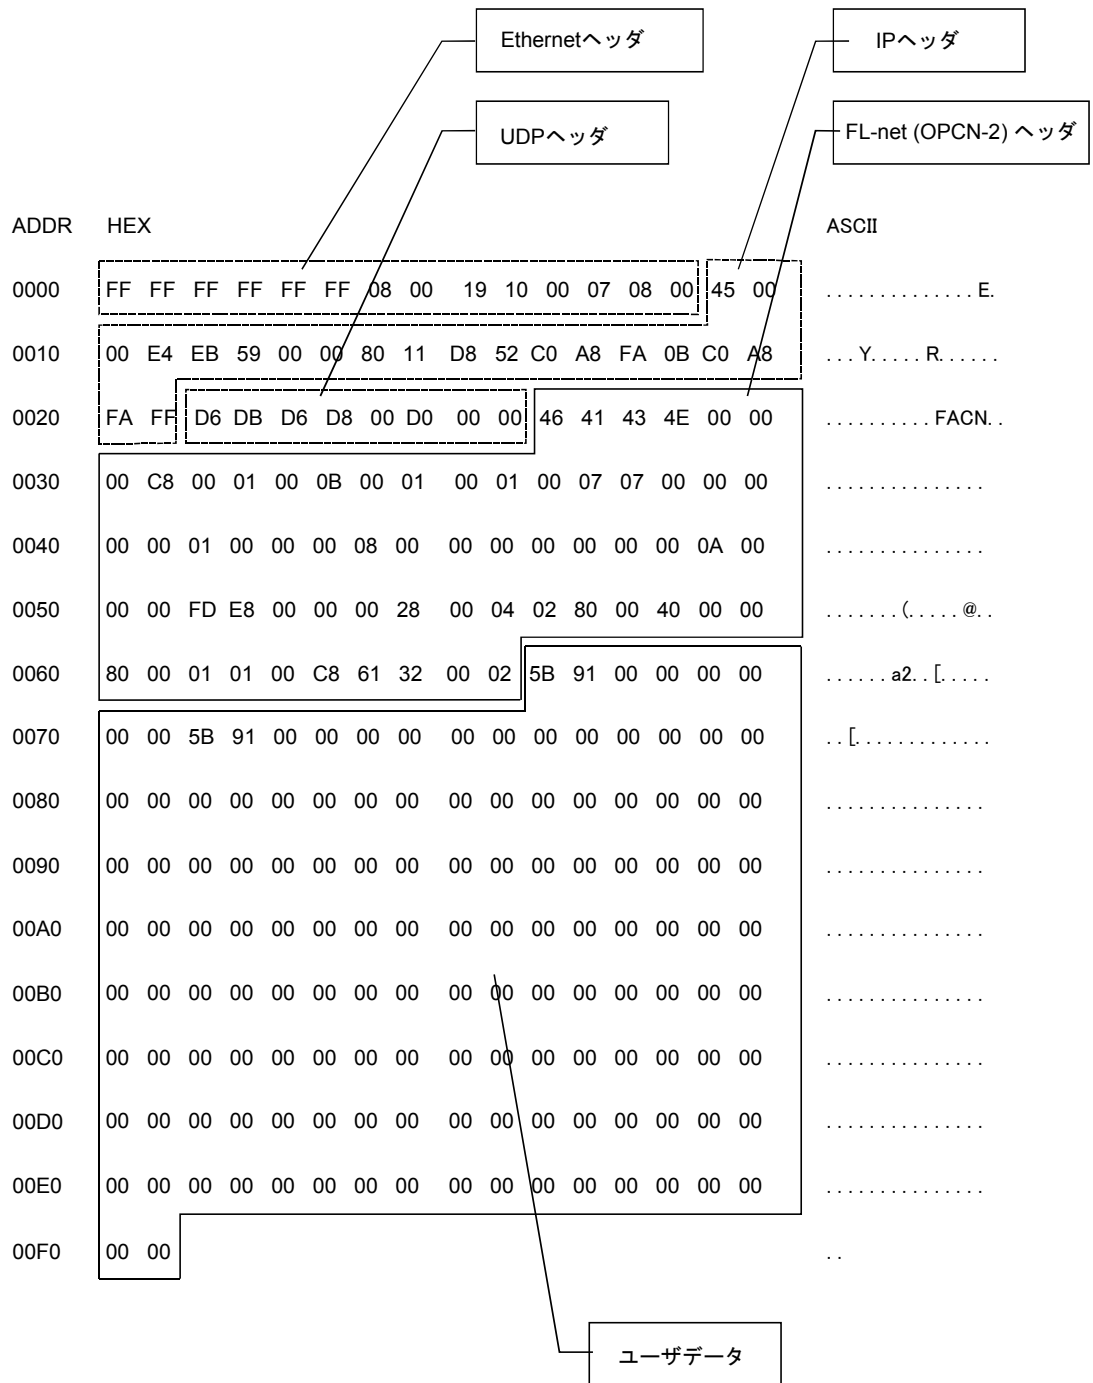 Ethernetヘッダ
IPヘッダ
UDPヘッダ
FL-net (OPCN-2) ヘッダ
ADDR HEX ASCII
0000 FF FF FF FF FF FF 08 00 19 10 00 07 08 00 45 00 . . . . . . . . . . . . . . E.
0010 00 E4 EB 59 00 00 80 11 D8 52 C0 A8 FA 0B C0 A8 . . . Y. . . . . R. . . . . .
0020 FA FF D6 DB D6 D8 00 D0 00 00 46 41 43 4E 00 00 . . . . . . . . . . FACN. .
0030 00 C8 00 01 00 0B 00 01 00 01 00 07 07 00 00 00 . . . . . . . . . . . . . . .
0040 00 00 01 00 00 00 08 00 00 00 00 00 00 00 0A 00 . . . . . . . . . . . . . . .
0050 00 00 FD E8 00 00 00 28 00 04 02 80 00 40 00 00 . . . . . . . (. . . . . @. .
0060 80 00 01 01 00 C8 61 32 00 02 5B 91 00 00 00 00 . . . . . . a2. . [. . . . .
0070 00 00 5B 91 00 00 00 00 00 00 00 00 00 00 00 00 . . [. . . . . . . . . . . . .
0080 00 00 00 00 00 00 00 00 00 00 00 00 00 00 00 00 . . . . . . . . . . . . . . .
0090 00 00 00 00 00 00 00 00 00 00 00 00 00 00 00 00 . . . . . . . . . . . . . . .
00A0 00 00 00 00 00 00 00 00 00 00 00 00 00 00 00 00 . . . . . . . . . . . . . . .
00B0 00 00 00 00 00 00 00 00 00 00 00 00 00 00 00 00 . . . . . . . . . . . . . . .
00C0 00 00 00 00 00 00 00 00 00 00 00 00 00 00 00 00 . . . . . . . . . . . . . . .
00D0 00 00 00 00 00 00 00 00 00 00 00 00 00 00 00 00 . . . . . . . . . . . . . . .
00E0 00 00 00 00 00 00 00 00 00 00 00 00 00 00 00 00 . . . . . . . . . . . . . . .
00F0 00 00 . .
ユーザデータ